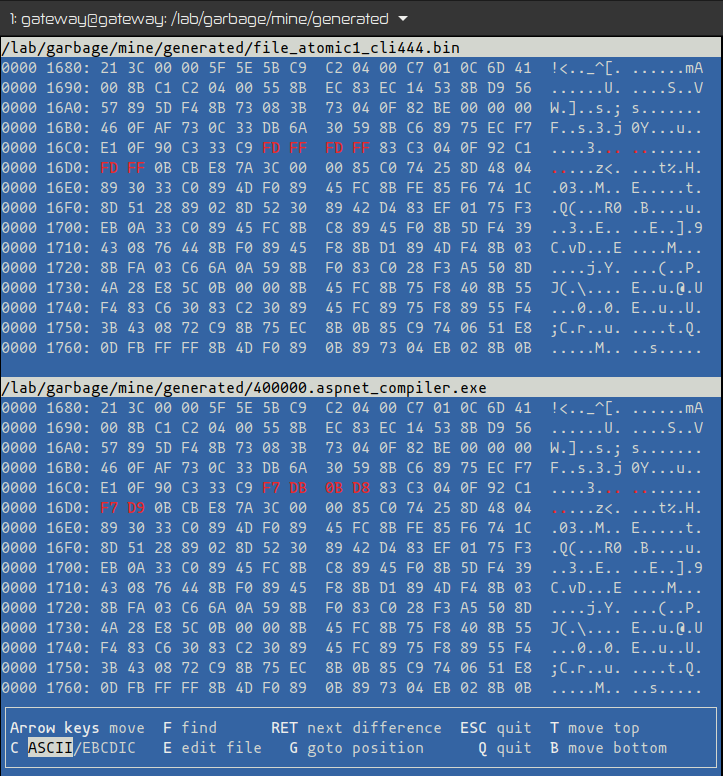 1: gateway@gateway: /lab/garbage/mine/generated
/lab/garbage/mine/generated/file_atomic1_cli444.bin
0000 1680: 21 3C 00 00 5F 5E 5B C9  C2 04 00 C7 01 0C 6D 41  !<.._^[. ......mA
0000 1690: 00 8B C1 C2 04 00 55 8B  EC 83 EC 14 53 8B D9 56  ......U. ....S..V
0000 16A0: 57 89 5D F4 8B 73 08 3B  73 04 0F 82 BE 00 00 00  W.]..s.; s.......
0000 16B0: 46 0F AF 73 0C 33 DB 6A  30 59 8B C6 89 75 EC F7  F..s.3.j 0Y...u..
0000 16C0: E1 0F 90 C3 33 C9 FD FF  FD FF 83 C3 04 0F 92 C1  ....3... ........
0000 16D0: FD FF 0B CB E8 7A 3C 00  00 85 C0 74 25 8D 48 04  .....z<. ...t%.H.
0000 16E0: 89 30 33 C0 89 4D F0 89  45 FC 8B FE 85 F6 74 1C  .03..M.. E.....t.
0000 16F0: 8D 51 28 89 02 8D 52 30  89 42 D4 83 EF 01 75 F3  .Q(...R0 .B....u.
0000 1700: EB 0A 33 C0 89 45 FC 8B  C8 89 45 F0 8B 5D F4 39  ..3..E.. ..E..].9
0000 1710: 43 08 76 44 8B F0 89 45  F8 8B D1 89 4D F4 8B 03  C.vD...E ....M...
0000 1720: 8B FA 03 C6 6A 0A 59 8B  F0 83 C0 28 F3 A5 50 8D  ....j.Y. ...(..P.
0000 1730: 4A 28 E8 5C 0B 00 00 8B  45 FC 8B 75 F8 40 8B 55  J(.\.... E..u.@.U
0000 1740: F4 83 C6 30 83 C2 30 89  45 FC 89 75 F8 89 55 F4  ...0..0. E..u..U.
0000 1750: 3B 43 08 72 C9 8B 75 EC  8B 0B 85 C9 74 06 51 E8  ;C.r..u. ....t.Q.
0000 1760: 0D FB FF FF 8B 4D F0 89  0B 89 73 04 EB 02 8B 0B  .....M.. ..s.....
/lab/garbage/mine/generated/400000.aspnet_compiler.exe
0000 1680: 21 3C 00 00 5F 5E 5B C9  C2 04 00 C7 01 0C 6D 41  !<.._^[. ......mA
0000 1690: 00 8B C1 C2 04 00 55 8B  EC 83 EC 14 53 8B D9 56  ......U. ....S..V
0000 16A0: 57 89 5D F4 8B 73 08 3B  73 04 0F 82 BE 00 00 00  W.]..s.; s.......
0000 16B0: 46 0F AF 73 0C 33 DB 6A  30 59 8B C6 89 75 EC F7  F..s.3.j 0Y...u..
0000 16C0: E1 0F 90 C3 33 C9 F7 DB  0B D8 83 C3 04 0F 92 C1  ....3... ........
0000 16D0: F7 D9 0B CB E8 7A 3C 00  00 85 C0 74 25 8D 48 04  .....z<. ...t%.H.
0000 16E0: 89 30 33 C0 89 4D F0 89  45 FC 8B FE 85 F6 74 1C  .03..M.. E.....t.
0000 16F0: 8D 51 28 89 02 8D 52 30  89 42 D4 83 EF 01 75 F3  .Q(...R0 .B....u.
0000 1700: EB 0A 33 C0 89 45 FC 8B  C8 89 45 F0 8B 5D F4 39  ..3..E.. ..E..].9
0000 1710: 43 08 76 44 8B F0 89 45  F8 8B D1 89 4D F4 8B 03  C.vD...E ....M...
0000 1720: 8B FA 03 C6 6A 0A 59 8B  F0 83 C0 28 F3 A5 50 8D  ....j.Y. ...(..P.
0000 1730: 4A 28 E8 5C 0B 00 00 8B  45 FC 8B 75 F8 40 8B 55  J(.\.... E..u.@.U
0000 1740: F4 83 C6 30 83 C2 30 89  45 FC 89 75 F8 89 55 F4  ...0..0. E..u..U.
0000 1750: 3B 43 08 72 C9 8B 75 EC  8B 0B 85 C9 74 06 51 E8  ;C.r..u. ....t.Q.
0000 1760: 0D FB FF FF 8B 4D F0 89  0B 89 73 04 EB 02 8B 0B  .....M.. ..s.....
Arrow keys move  F find  RET next difference  ESC quit  T move top
C ASCII/EBCDIC  E edit file  G goto position  Q quit  B move bottom